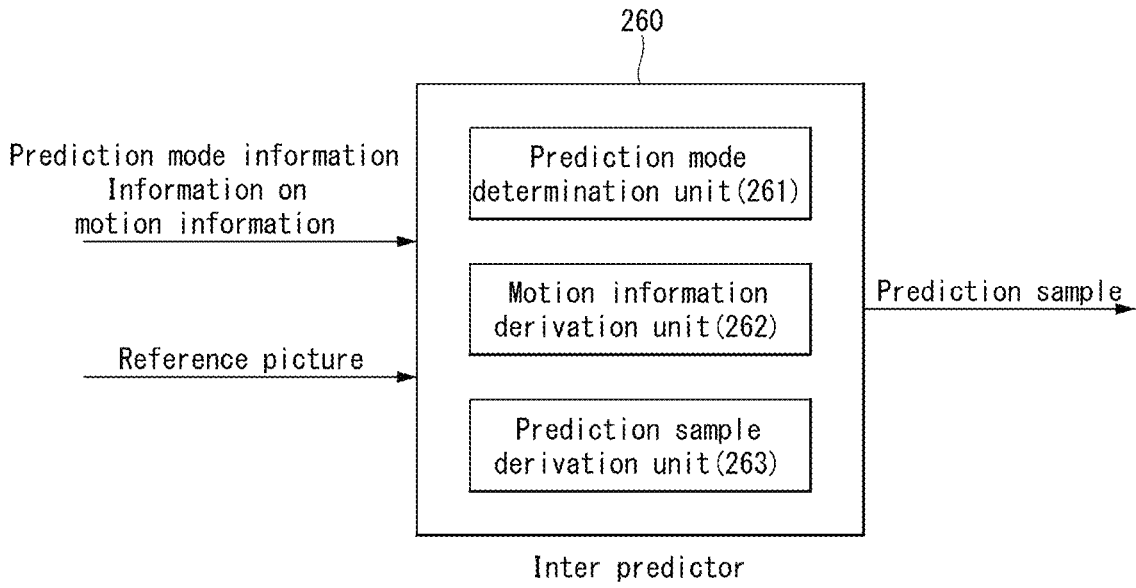 260
Prediction mode information
Information on
motion information
Reference picture
Prediction mode
determination unit(261)
Motion information
derivation unit(262)
Prediction sample
derivation unit(263)
Prediction sample
Inter predictor